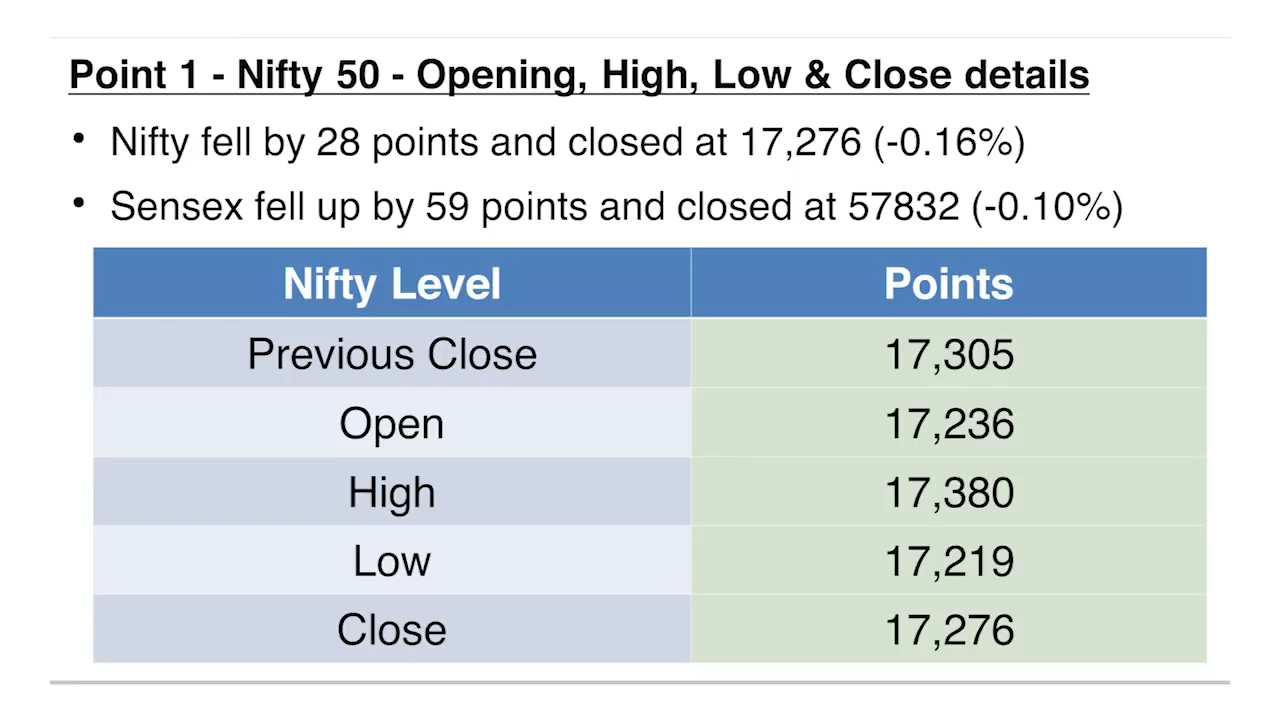 Point 1 - Nifty 50 - Opening, High, Low & Close details
• Nifty fell by 28 points and closed at 17,276 (-0.16%)
• Sensex fell up by 59 points and closed at 57832 (-0.10%)
Nifty Level Points
Previous Close 17,305
Open 17,236
High 17,380
Low 17,219
Close 17,276